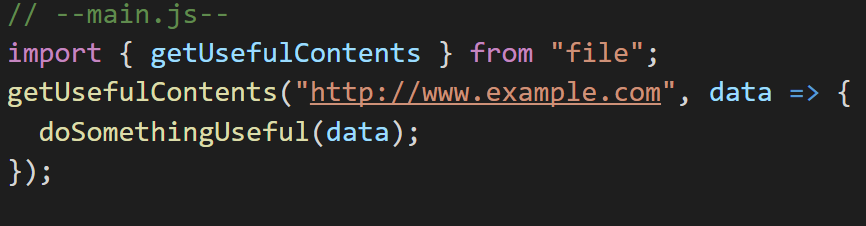 // --main.js--
import { getUsefulContents } from "file";
getUsefulContents("http://www.example.com", data => {
  doSomethingUseful(data);
});